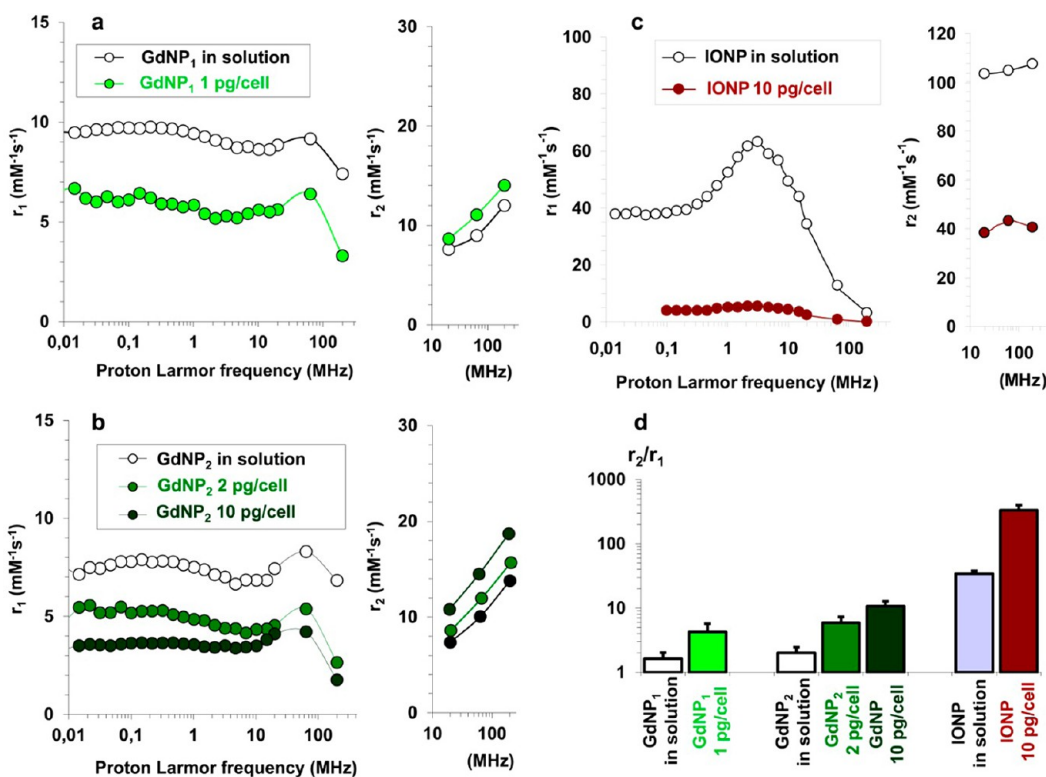 a
15
10
5
0
r₁ (mM⁻¹s⁻¹)
GdNP₁ in solution
GdNP₁ 1 pg/cell
0,01 0,1 1 10 100
Proton Larmor frequency (MHz)
30
20
10
0
r₂ (mM⁻¹s⁻¹)
10 100
(MHz)
c
100
80
60
40
20
0
r₁ (mM⁻¹s⁻¹)
IONP in solution
IONP 10 pg/cell
0,01 0,1 1 10 100
Proton Larmor frequency (MHz)
120
100
80
60
40
20
0
r₂ (mM⁻¹s⁻¹)
10 100
(MHz)
b
15
10
5
0
r₁ (mM⁻¹s⁻¹)
GdNP₂ in solution
GdNP₂ 2 pg/cell
GdNP₂ 10 pg/cell
0,01 0,1 1 10 100
Proton Larmor frequency (MHz)
30
20
10
0
r₂ (mM⁻¹s⁻¹)
10 100
(MHz)
d
r₂/r₁
1000
100
10
1
GdNP₁
in solution
GdNP₁
1 pg/cell
GdNP₂
in solution
GdNP₂
2 pg/cell
GdNP
10 pg/cell
IONP
in solution
IONP
10 pg/cell